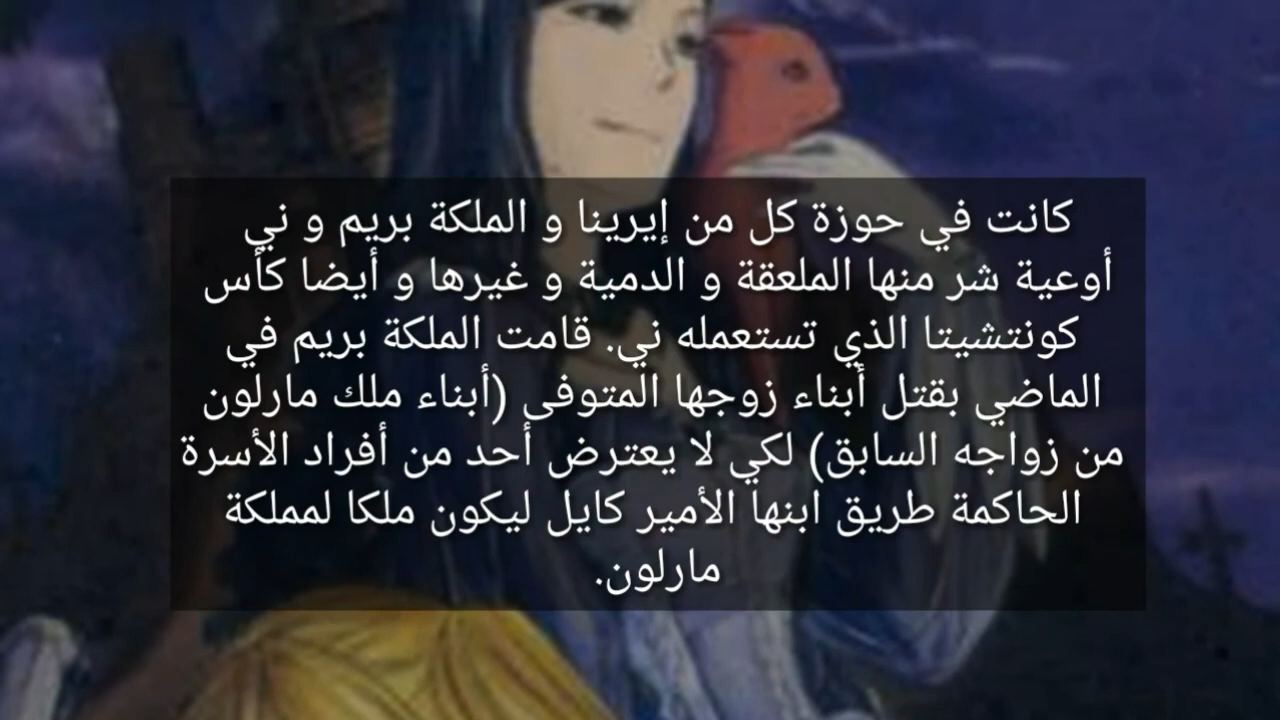 كانت في حوزة كل من إيرينا و الملكة بريم و ني
أوعية شر منها الملعقة و الدمية و غيرها و أيضا كأس
كونتشيتا الذي تستعمله ني. قامت الملكة بريم في
الماضي بقتل أبناء زوجها المتوفى (أبناء ملك مارلون
من زواجه السابق) لكي لا يعترض أحد من أفراد الأسرة
الحاكمة طريق ابنها الأمير كايل ليكون ملكا لمملكة
مارلون.